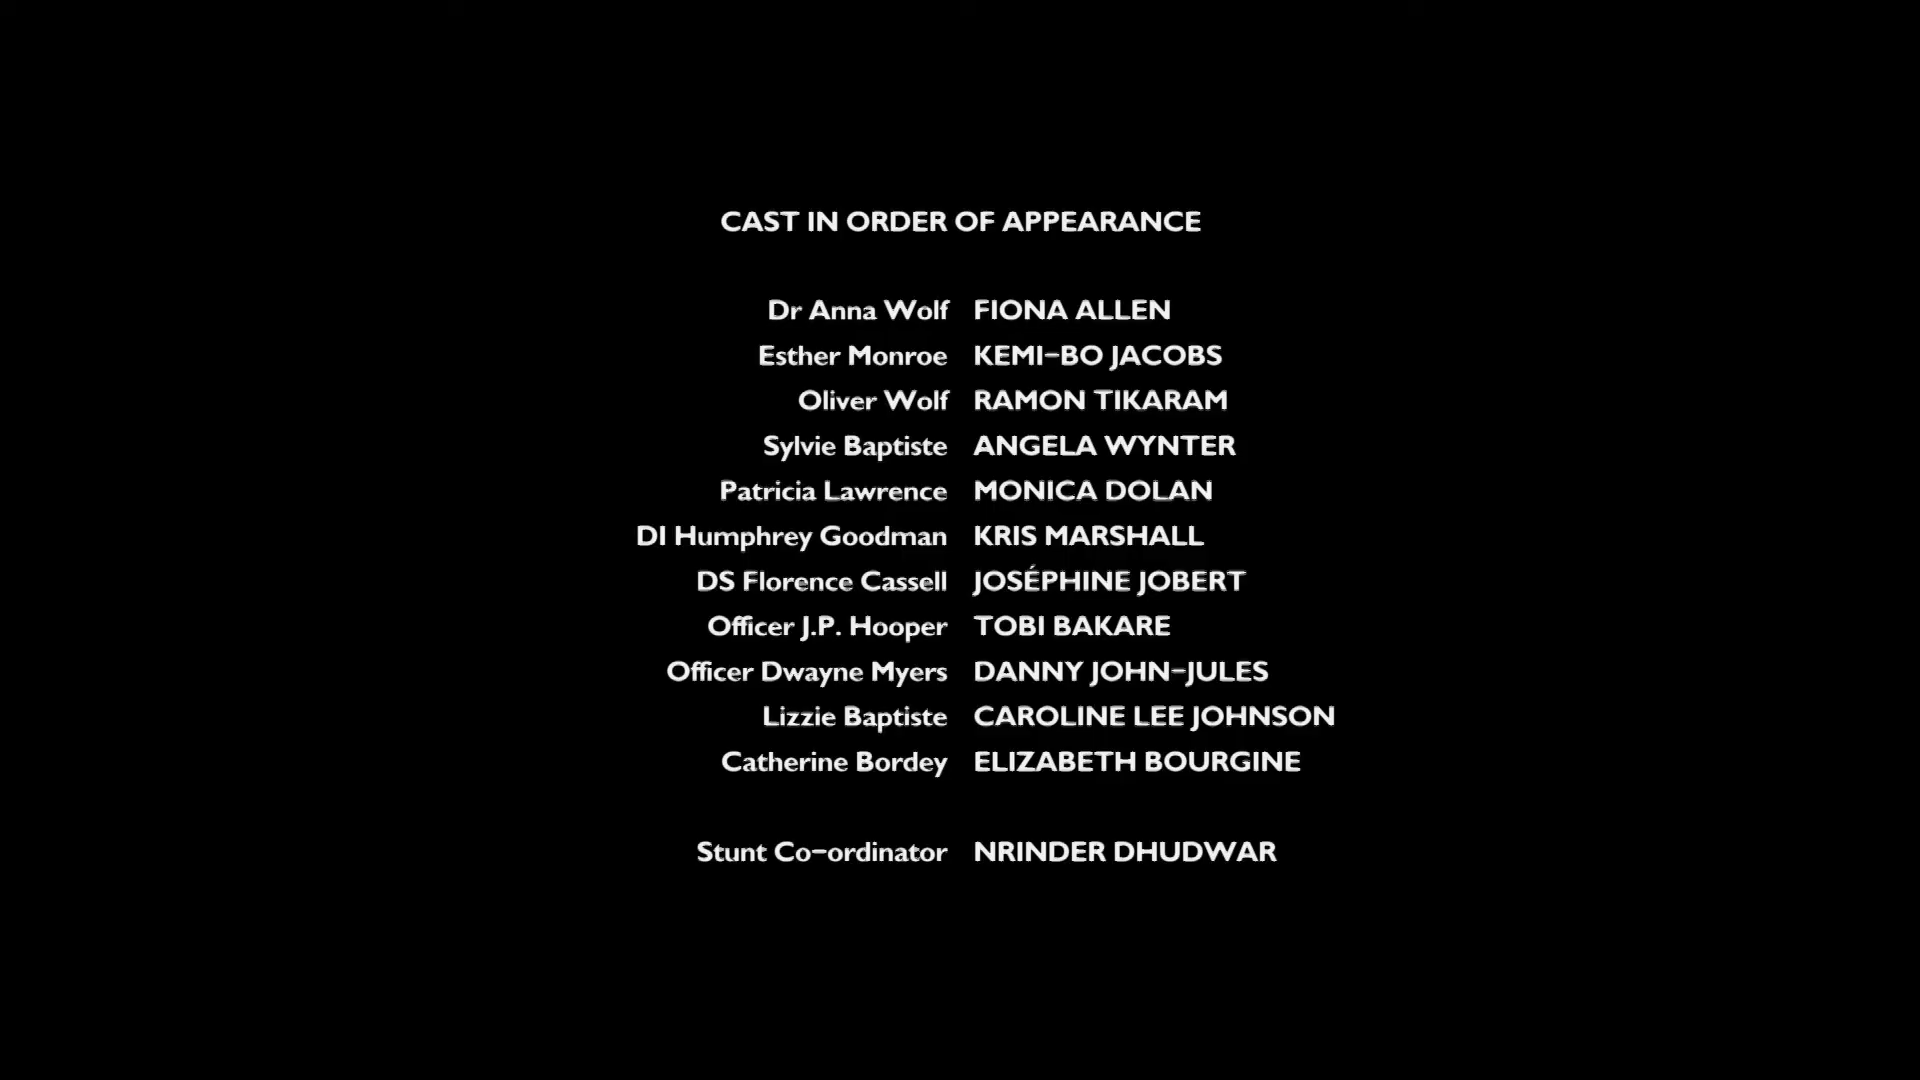 CAST IN ORDER OF APPEARANCE
Dr Anna Wolf FIONA ALLEN
Esther Monroe KEMI-BO JACOBS
Oliver Wolf RAMON TIKARAM
Sylvie Baptiste ANGELA WYNTER
Patricia Lawrence MONICA DOLAN
DI Humphrey Goodman KRIS MARSHALL
DS Florence Cassell JOSÉPHINE JOBERT
Officer J.P. Hooper TOBI BAKARE
Officer Dwayne Myers DANNY JOHN-JULES
Lizzie Baptiste CAROLINE LEE JOHNSON
Catherine Bordey ELIZABETH BOURGINE
Stunt Co-ordinator NRINDER DHUDWAR